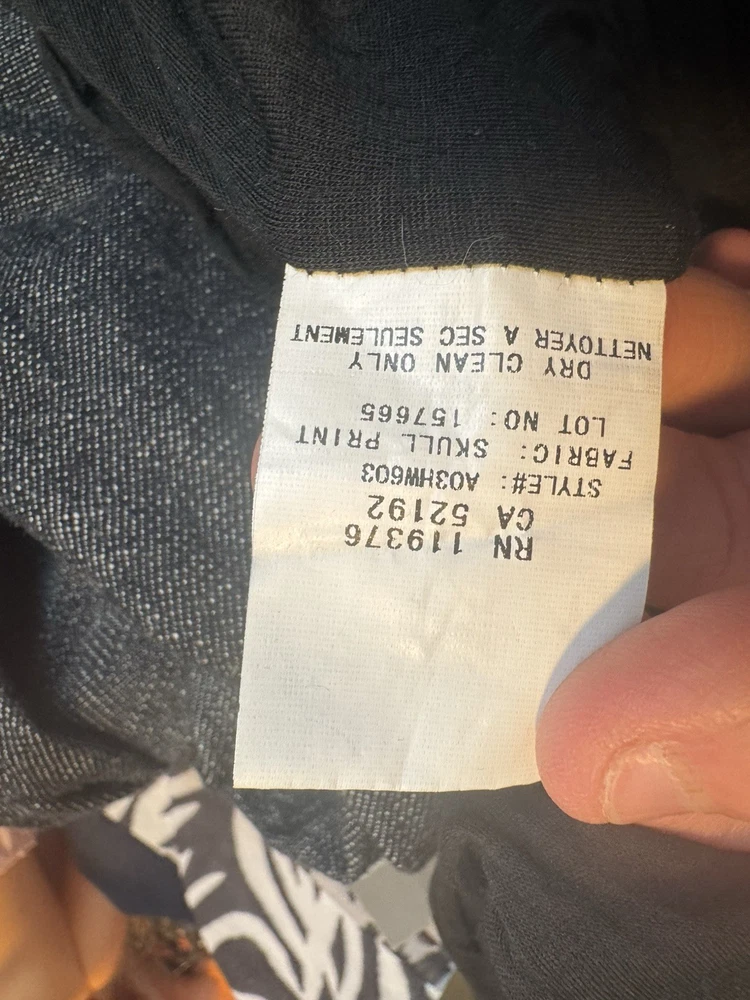 RN 119376
CA 52192
STYLE#: A03HW603
FABRIC: SKULL PRINT
LOT NO: 157665
DRY CLEAN ONLY
NETTOYER A SEC SEULEMENT